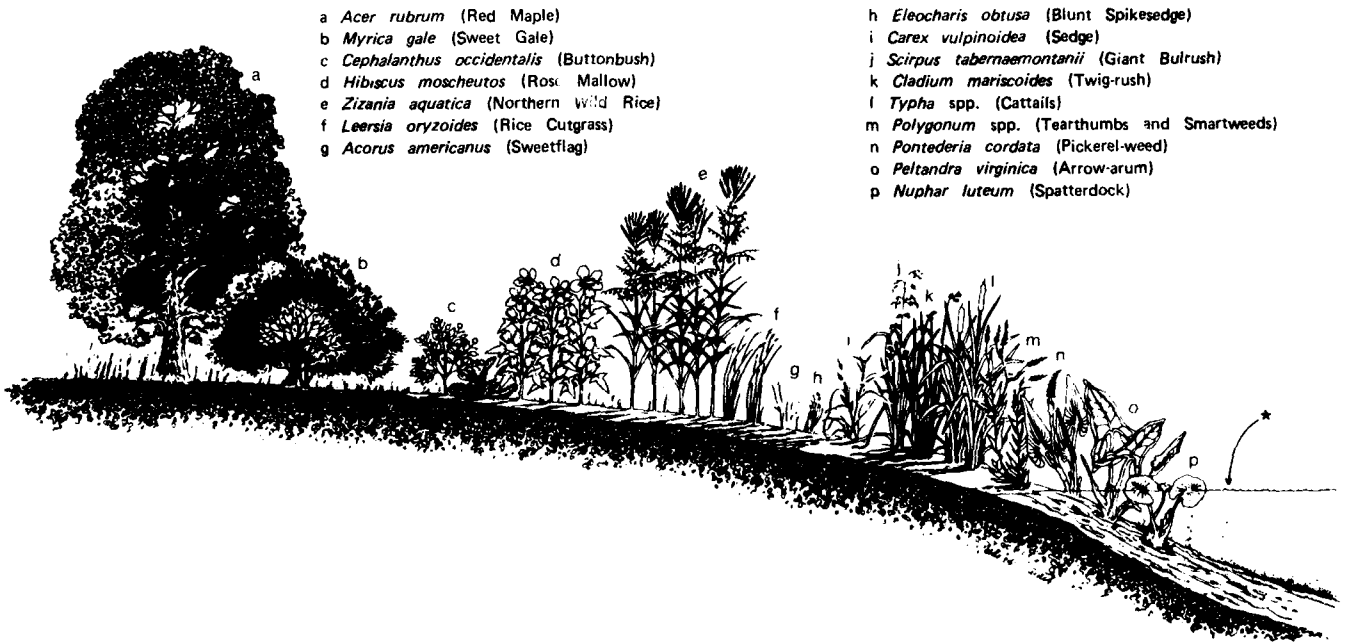 a Acer rubrum (Red Maple)
b Myrica gale (Sweet Gale)
c Cephalanthus occidentalis (Buttonbush)
d Hibiscus moscheutos (Rose Mallow)
e Zizania aquatica (Northern Wild Rice)
f Leersia oryzoides (Rice Cutgrass)
g Acorus americanus (Sweetflag)
h Eleocharis obtusa (Blunt Spikesedge)
i Carex vulpinoidea (Sedge)
j Scirpus tabernaemontanii (Giant Bulrush)
k Cladium mariscoides (Twig-rush)
l Typha spp. (Cattails)
m Polygonum spp. (Tearthumbs and Smartweeds)
n Pontederia cordata (Pickerel-weed)
o Peltandra virginica (Arrow-arum)
p Nuphar luteum (Spatterdock)
a
b
c
d
e
f
g
h
i
j
k
l
m
n
o
p